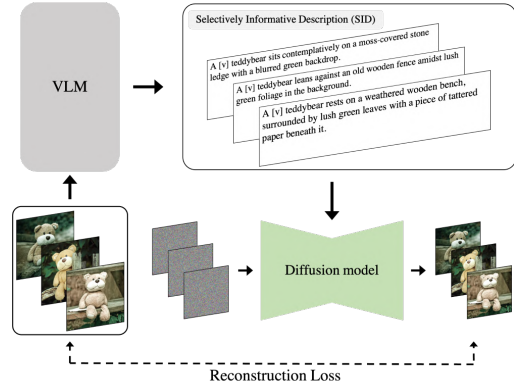 Selectively Informative Description (SID)
VLM
A [v] teddybear sits contemplatively on a moss-covered stone
ledge with a blurred green backdrop.
A [v] teddybear leans against an old wooden fence amidst lush
green foliage in the background.
A [v] teddybear rests on a weathered wooden bench,
surrounded by lush green leaves with a piece of tattered
paper beneath it.
Diffusion model
Reconstruction Loss